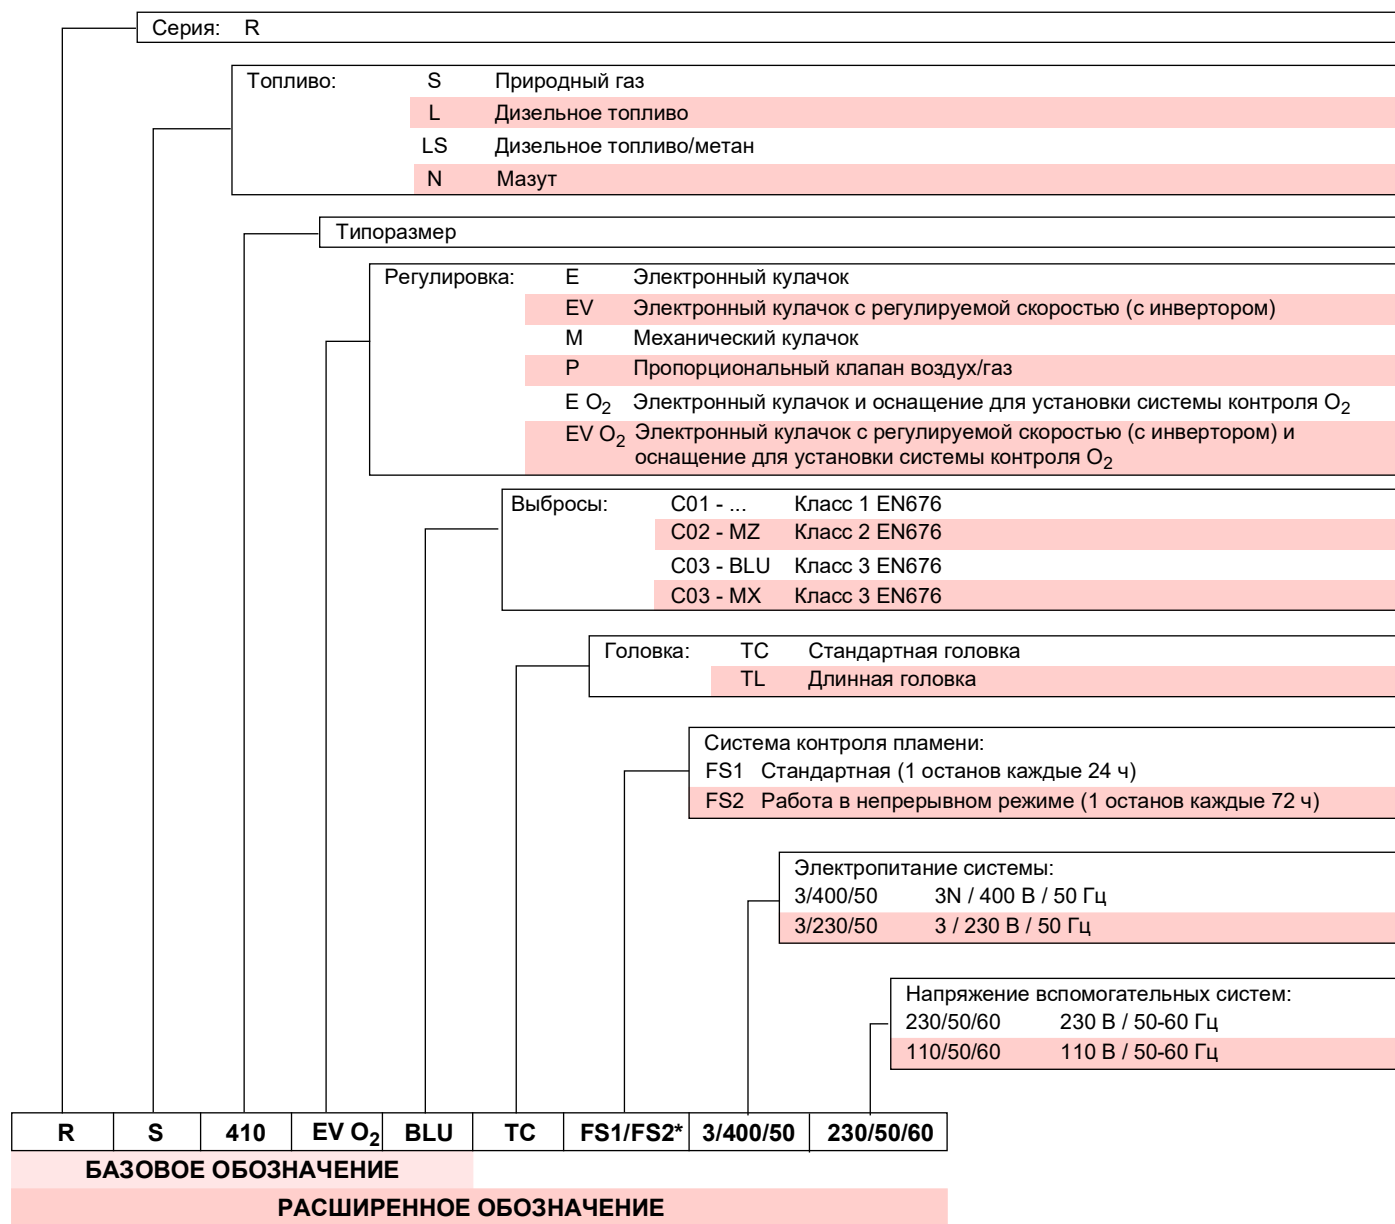 Серия: R
Топливо: S Природный газ
L Дизельное топливо
LS Дизельное топливо/метан
N Мазут
Типоразмер
Регулировка: E Электронный кулачок
EV Электронный кулачок с регулируемой скоростью (с инвертором)
M Механический кулачок
P Пропорциональный клапан воздух/газ
E O₂ Электронный кулачок и оснащение для установки системы контроля O₂
EV O₂ Электронный кулачок с регулируемой скоростью (с инвертором) и
оснащение для установки системы контроля O₂
Выбросы: C01 - ... Класс 1 EN676
C02 - MZ Класс 2 EN676
C03 - BLU Класс 3 EN676
C03 - MX Класс 3 EN676
Головка: TC Стандартная головка
TL Длинная головка
Система контроля пламени:
FS1 Стандартная (1 останов каждые 24 ч)
FS2 Работа в непрерывном режиме (1 останов каждые 72 ч)
Электропитание системы:
3/400/50 3N / 400 В / 50 Гц
3/230/50 3 / 230 В / 50 Гц
Напряжение вспомогательных систем:
230/50/60 230 В / 50-60 Гц
110/50/60 110 В / 50-60 Гц
R S 410 EV O₂ BLU TC FS1/FS2* 3/400/50 230/50/60
БАЗОВОЕ ОБОЗНАЧЕНИЕ
РАСШИРЕННОЕ ОБОЗНАЧЕНИЕ